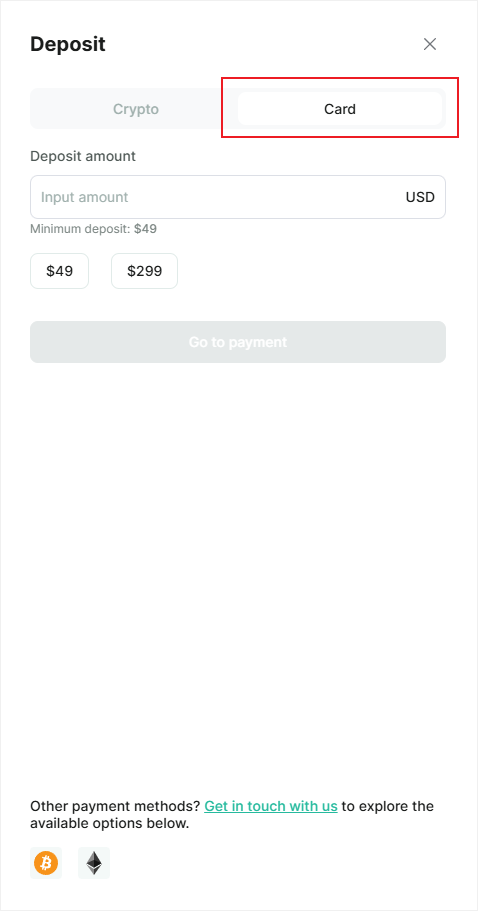 Deposit
Crypto
Card
Deposit amount
Input amount
USD
Minimum deposit: $49
$49
$299
Go to payment
Other payment methods? Get in touch with us to explore the
available options below.